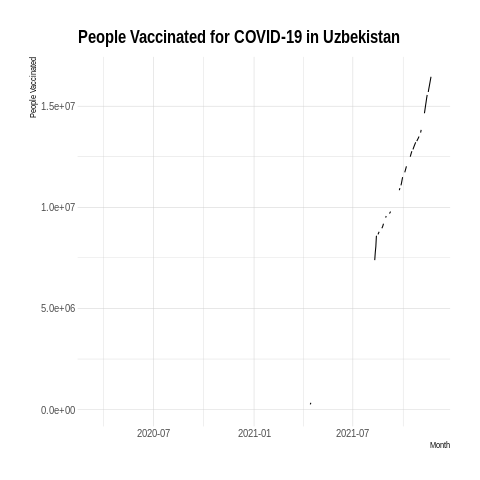 People Vaccinated for COVID-19 in Uzbekistan
People Vaccinated
1.5e+07
1.0e+07
5.0e+06
0.0e+00
2020-07 2021-01 2021-07
Month